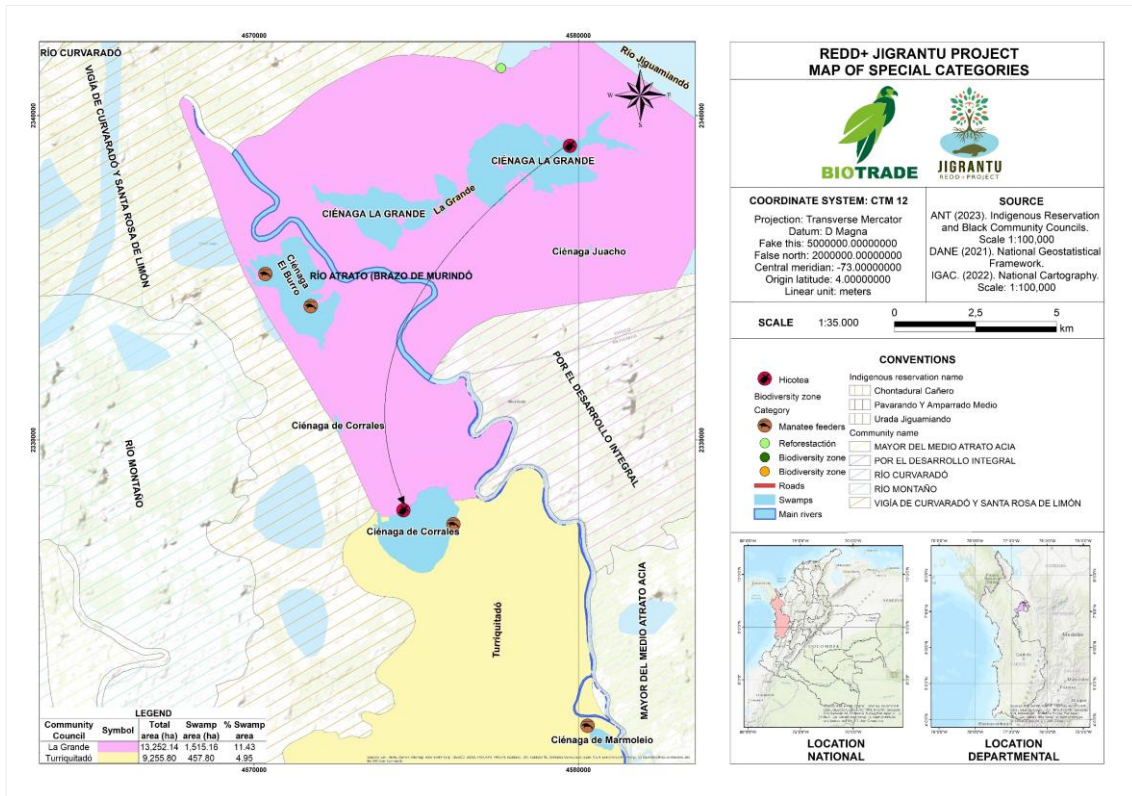 4570000
4580000
RÍO CURVARADÓ
Río Jiguamiandó
VIGÍA DE CURVARADÓ Y SANTA ROSA DE LIMÓN
2340000
2340000
N
W
E
S
CIÉNAGA LA GRANDE
La Grande
CIÉNAGA LA GRANDE
Ciénaga Juacho
Ciénaga
El Burro
RÍO ATRATO (BRAZO DE MURINDÓ
POR EL DESARROLLO INTEGRAL
Ciénaga de Corrales
2330000
2330000
RÍO MONTAÑO
Ciénaga de Corrales
Turriquitadó
MAYOR DEL MEDIO ATRATO ACIA
Ciénaga de Marmoleio
LEGEND
Community Council Symbol Total area (ha) Swamp area (ha) % Swamp area
La Grande 13,252.14 1,515.16 11.43
Turriquitadó 9,255.80 457.80 4.95
4570000
4580000
REDD+ JIGRANTU PROJECT
MAP OF SPECIAL CATEGORIES
BIOTRADE
JIGRANTU
REDD+ PROJECT
COORDINATE SYSTEM: CTM 12
Projection: Transverse Mercator
Datum: D Magna
Fake this: 5000000.00000000
False north: 2000000.00000000
Central meridian: -73.00000000
Origin latitude: 4.00000000
Linear unit: meters
SOURCE
ANT (2023). Indigenous Reservation
and Black Community Councils.
Scale 1:100,000
DANE (2021). National Geostatistical
Framework.
IGAC. (2022). National Cartography.
Scale: 1:100,000
SCALE 1:35.000
0 2,5 5
km
CONVENTIONS
Hicotea
Biodiversity zone
Category
Manatee feeders
Reforestactión
Biodiversity zone
Biodiversity zone
Roads
Swamps
Main rivers
Indigenous reservation name
Chontadural Cañero
Pavarando Y Amparrado Medio
Urada Jiguamiando
Community name
MAYOR DEL MEDIO ATRATO ACIA
POR EL DESARROLLO INTEGRAL
RÍO CURVARADÓ
RÍO MONTAÑO
VIGÍA DE CURVARADÓ Y SANTA ROSA DE LIMÓN
COLOMBIA
LOCATION
NATIONAL
LOCATION
DEPARTMENTAL